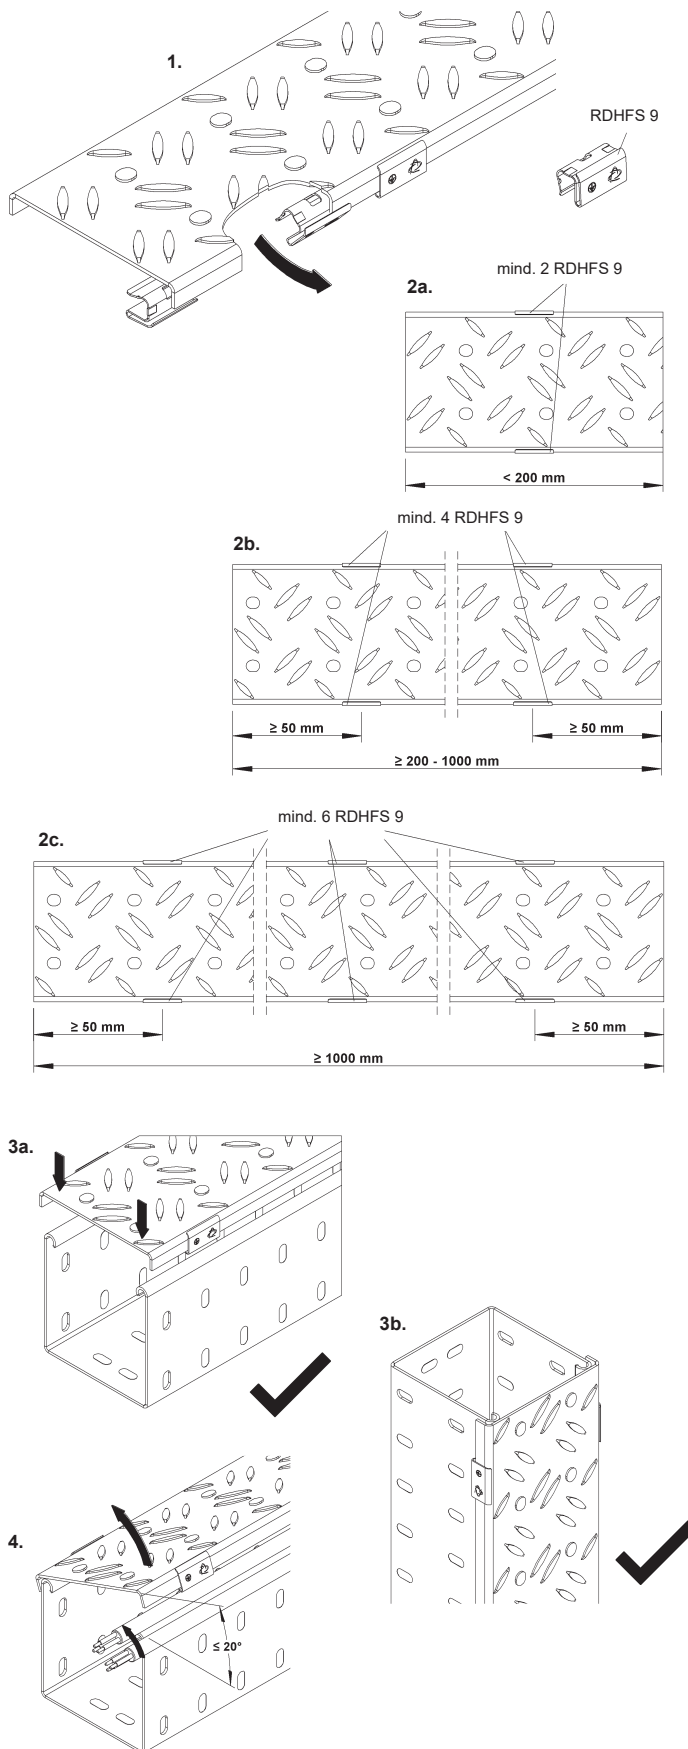 1.
RDHFS 9
mind. 2 RDHFS 9
2a.
< 200 mm
mind. 4 RDHFS 9
2b.
≥ 50 mm
≥ 50 mm
≥ 200 - 1000 mm
mind. 6 RDHFS 9
2c.
≥ 50 mm
≥ 50 mm
≥ 1000 mm
3a.
3b.
4.
≤ 20°